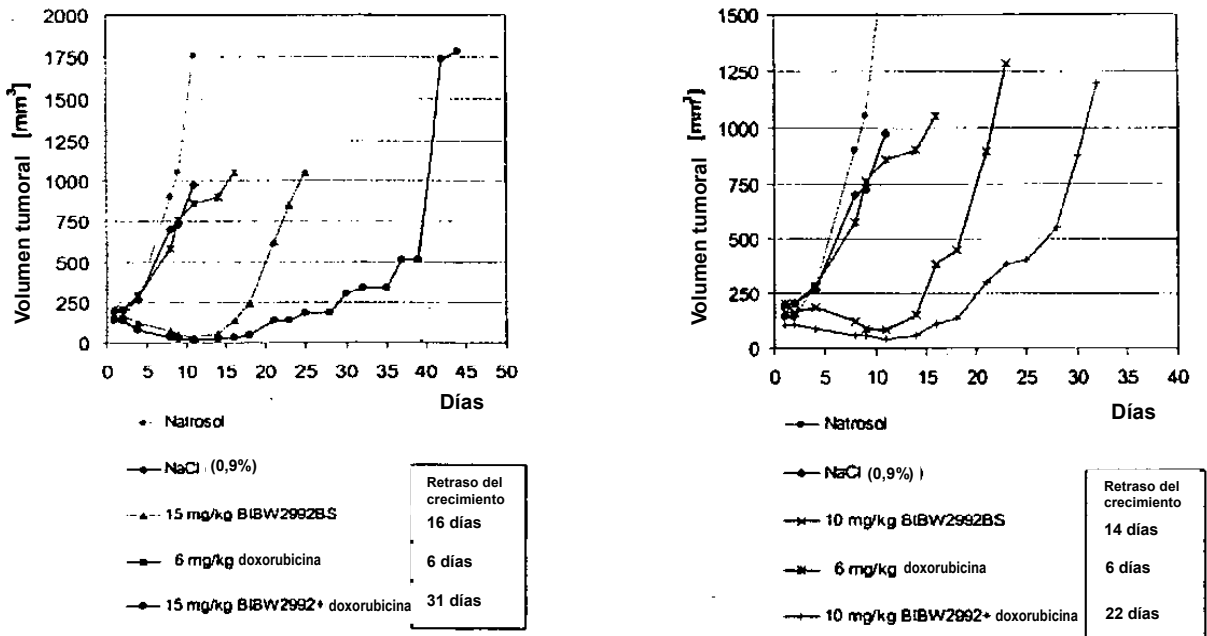 Volumen tumoral [mm³]
2000
1750
1500
1250
1000
750
500
250
0
0 5 10 15 20 25 30 35 40 45 50
Días
Natrosol
NaCl (0,9%)
15 mg/kg BIBW2992BS
6 mg/kg doxorubicina
15 mg/kg BIBW2992+ doxorubicina
Retraso del
crecimiento
16 días
6 días
31 días
Volumen tumoral [mm³]
1500
1250
1000
750
500
250
0
0 5 10 15 20 25 30 35 40
Días
Natrosol
NaCl (0,9%) )
10 mg/kg BIBW2992BS
6 mg/kg doxorubicina
10 mg/kg BIBW2992+ doxorubicina
Retraso del
crecimiento
14 días
6 días
22 días